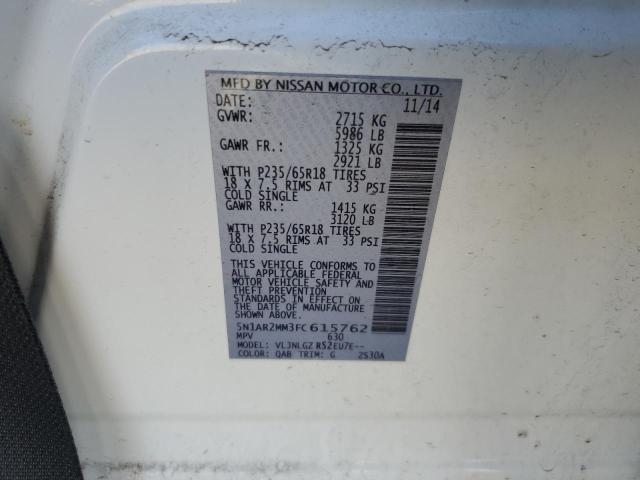 MFD BY NISSAN MOTOR CO., LTD.
DATE: 11/14
GVWR: 2715 KG
5986 LB
GAWR FR.: 1325 KG
2921 LB
WITH P235/65R18 TIRES
18 X 7.5 RIMS AT 33 PSI
COLD SINGLE
GAWR RR.: 1415 KG
3120 LB
WITH P235/65R18 TIRES
18 X 7.5 RIMS AT 33 PSI
COLD SINGLE
THIS VEHICLE CONFORMS TO
ALL APPLICABLE FEDERAL
MOTOR VEHICLE SAFETY AND
THEFT PREVENTION
STANDARDS IN EFFECT ON
THE DATE OF MANUFACTURE
SHOWN ABOVE.
5N1AR2MM3FC615762
MPV 630
MODEL: VLJNLGZ R52EU7E--
COLOR: QAB TRIM: G 2S30A